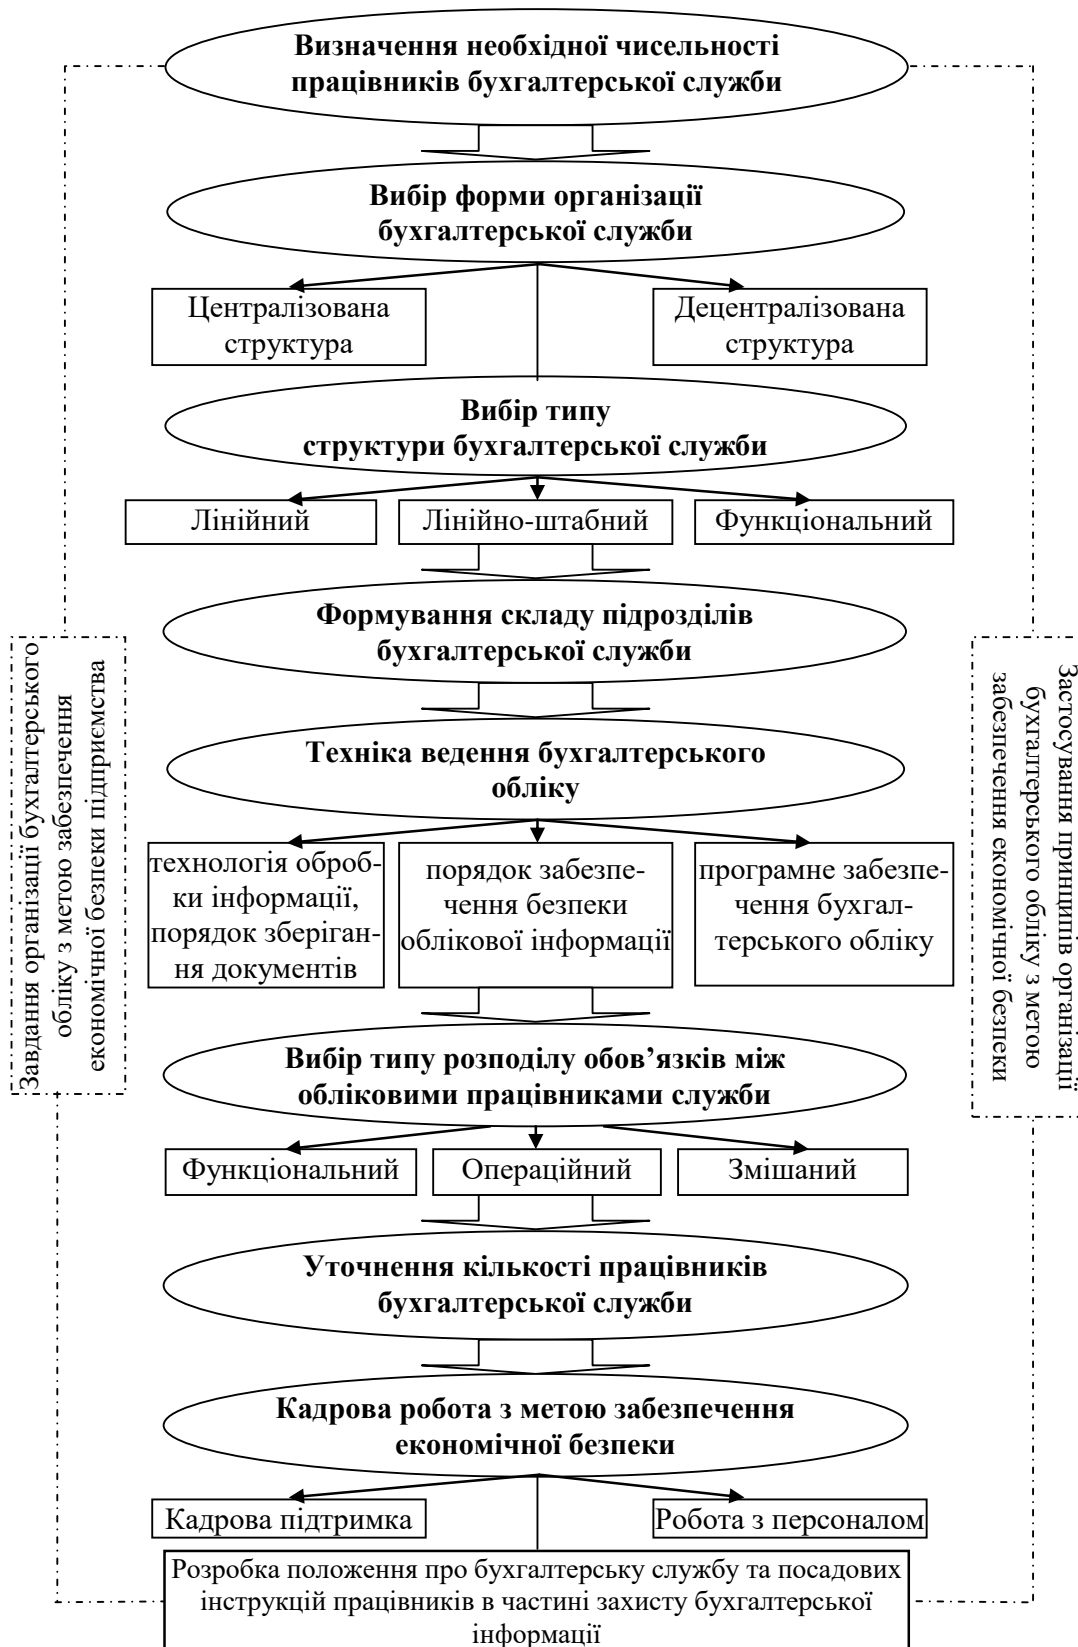 Визначення необхідної чисельності
працівників бухгалтерської служби
Вибір форми організації
бухгалтерської служби
Централізована
структура
Децентралізована
структура
Вибір типу
структури бухгалтерської служби
Лінійний
Лінійно-штабний
Функціональний
Формування складу підрозділів
бухгалтерської служби
Завдання організації бухгалтерського
обліку з метою забезпечення
економічної безпеки підприємства
Застосування принципів організації
бухгалтерського обліку з метою
забезпечення економічної безпеки
Техніка ведення бухгалтерського
обліку
технологія оброб-
ки інформації,
порядок зберіган-
ня документів
порядок забезпе-
чення безпеки
облікової інформації
програмне забезпе-
чення бухгал-
терського обліку
Вибір типу розподілу обов’язків між
обліковими працівниками служби
Функціональний
Операційний
Змішаний
Уточнення кількості працівників
бухгалтерської служби
Кадрова робота з метою забезпечення
економічної безпеки
Кадрова підтримка
Робота з персоналом
Розробка положення про бухгалтерську службу та посадових
інструкцій працівників в частині захисту бухгалтерської
інформації